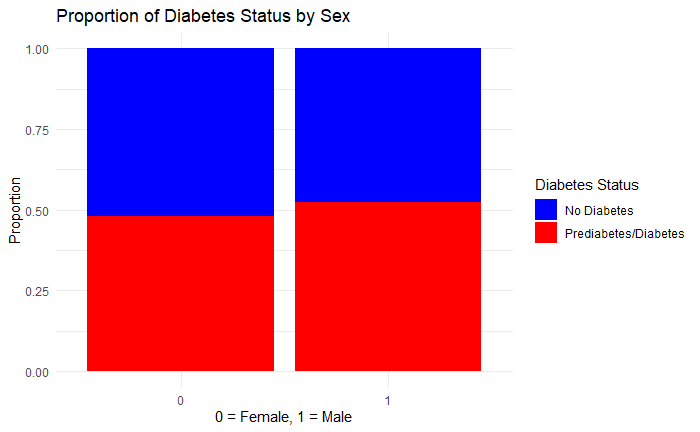 Proportion of Diabetes Status by Sex
1.00
0.75
0.50
0.25
0.00
Proportion
0
1
0 = Female, 1 = Male
Diabetes Status
No Diabetes
Prediabetes/Diabetes